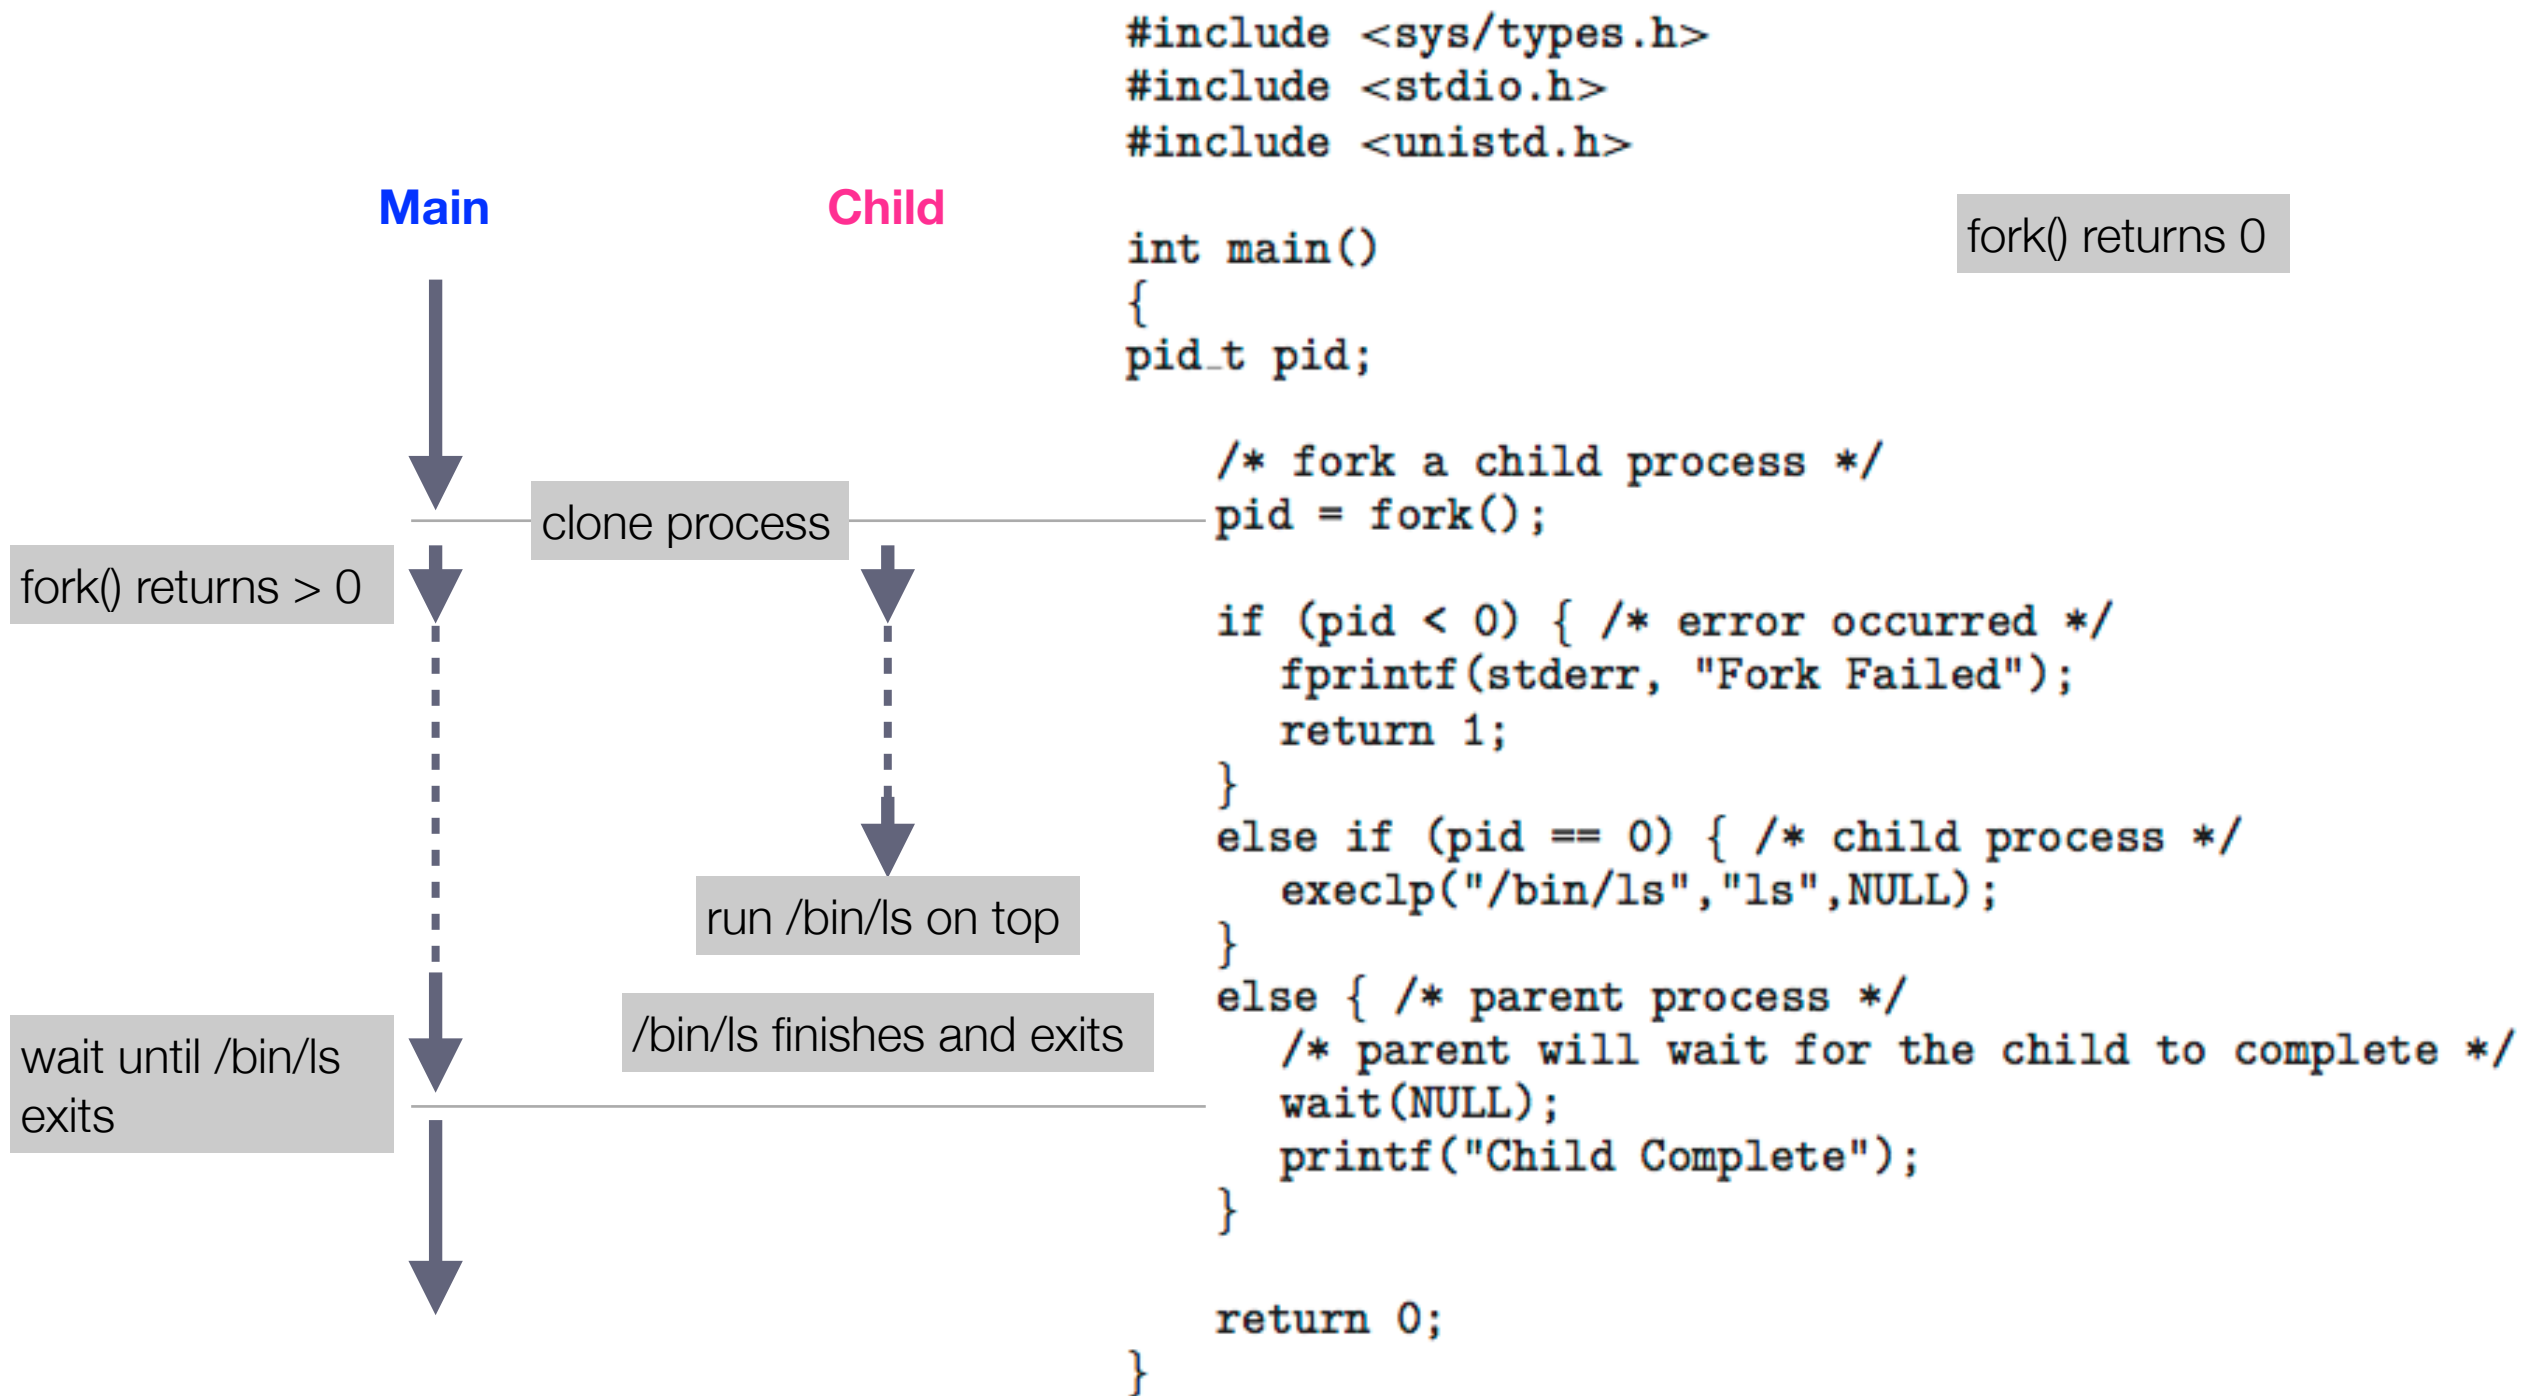 Main
Child
clone process
fork() returns > 0
run /bin/ls on top
/bin/ls finishes and exits
wait until /bin/ls
exits
fork() returns 0
#include <sys/types.h>
#include <stdio.h>
#include <unistd.h>
int main()
{
pid_t pid;
/* fork a child process */
pid = fork();
if (pid < 0) { /* error occurred */
fprintf(stderr, "Fork Failed");
return 1;
}
else if (pid == 0) { /* child process */
execlp("/bin/ls","ls",NULL);
}
else { /* parent process */
/* parent will wait for the child to complete */
wait(NULL);
printf("Child Complete");
}
return 0;
}